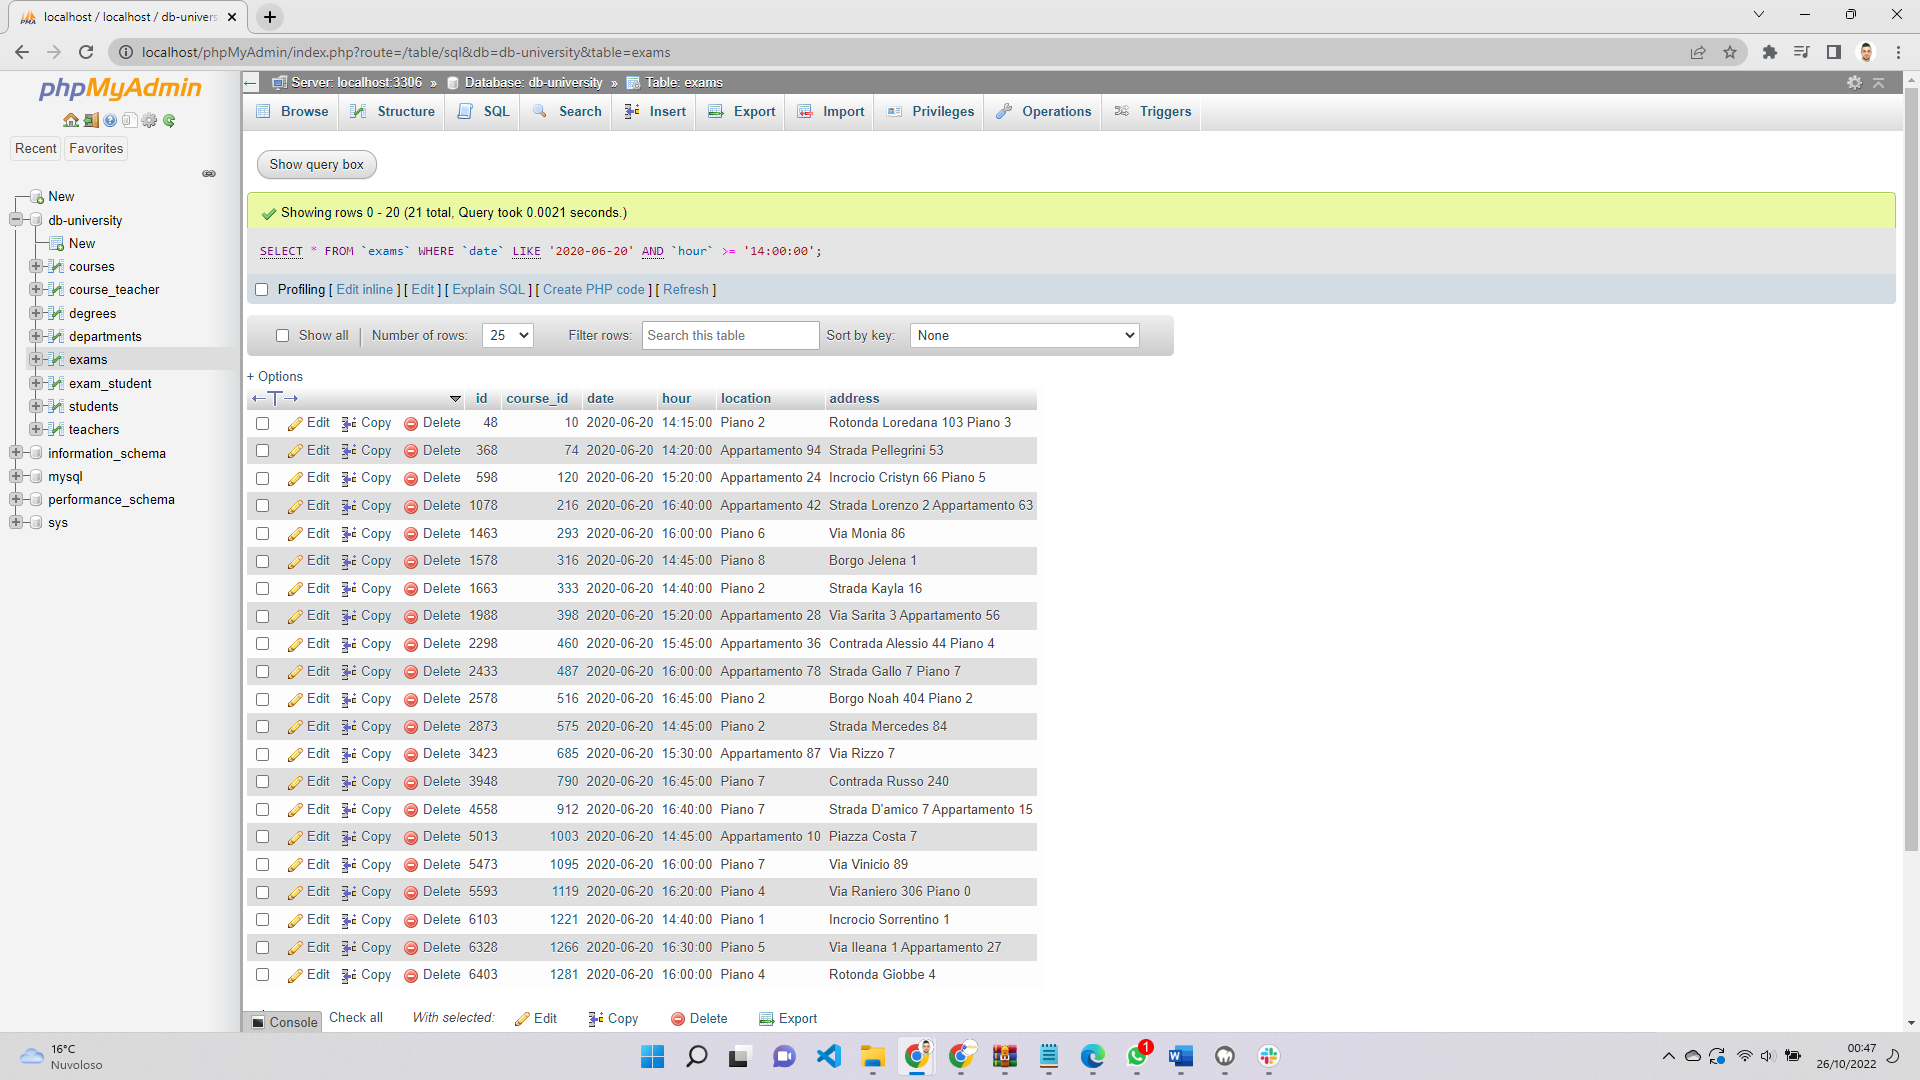 localhost / localhost / db-univers
localhost/phpMyAdmin/index.php?route=/table/sql&db=db-university&table=exams
phpMyAdmin
Recent Favorites
New
db-university
New
courses
course_teacher
degrees
departments
exams
exam_student
students
teachers
information_schema
mysql
performance_schema
sys
Server: localhost:3306 » Database: db-university » Table: exams
Browse Structure SQL Search Insert Export Import Privileges Operations Triggers
Show query box
Showing rows 0 - 20 (21 total, Query took 0.0021 seconds.)
SELECT * FROM `exams` WHERE `date` LIKE '2020-06-20' AND `hour` >= '14:00:00';
Profiling [ Edit inline ] [ Edit ] [ Explain SQL ] [ Create PHP code ] [ Refresh ]
Show all Number of rows: 25 Filter rows: Search this table Sort by key: None
+ Options
←T→ id course_id date hour location address
Edit Copy Delete 48 10 2020-06-20 14:15:00 Piano 2 Rotonda Loredana 103 Piano 3
Edit Copy Delete 368 74 2020-06-20 14:20:00 Appartamento 94 Strada Pellegrini 53
Edit Copy Delete 598 120 2020-06-20 15:20:00 Appartamento 24 Incrocio Cristyn 66 Piano 5
Edit Copy Delete 1078 216 2020-06-20 16:40:00 Appartamento 42 Strada Lorenzo 2 Appartamento 63
Edit Copy Delete 1463 293 2020-06-20 16:00:00 Piano 6 Via Monia 86
Edit Copy Delete 1578 316 2020-06-20 14:45:00 Piano 8 Borgo Jelena 1
Edit Copy Delete 1663 333 2020-06-20 14:40:00 Piano 2 Strada Kayla 16
Edit Copy Delete 1988 398 2020-06-20 15:20:00 Appartamento 28 Via Sarita 3 Appartamento 56
Edit Copy Delete 2298 460 2020-06-20 15:45:00 Appartamento 36 Contrada Alessio 44 Piano 4
Edit Copy Delete 2433 487 2020-06-20 16:00:00 Appartamento 78 Strada Gallo 7 Piano 7
Edit Copy Delete 2578 516 2020-06-20 16:45:00 Piano 2 Borgo Noah 404 Piano 2
Edit Copy Delete 2873 575 2020-06-20 14:45:00 Piano 2 Strada Mercedes 84
Edit Copy Delete 3423 685 2020-06-20 15:30:00 Appartamento 87 Via Rizzo 7
Edit Copy Delete 3948 790 2020-06-20 16:45:00 Piano 7 Contrada Russo 240
Edit Copy Delete 4558 912 2020-06-20 16:40:00 Piano 7 Strada D'amico 7 Appartamento 15
Edit Copy Delete 5013 1003 2020-06-20 14:45:00 Appartamento 10 Piazza Costa 7
Edit Copy Delete 5473 1095 2020-06-20 16:00:00 Piano 7 Via Vinicio 89
Edit Copy Delete 5593 1119 2020-06-20 16:20:00 Piano 4 Via Raniero 306 Piano 0
Edit Copy Delete 6103 1221 2020-06-20 14:40:00 Piano 1 Incrocio Sorrentino 1
Edit Copy Delete 6328 1266 2020-06-20 16:30:00 Piano 5 Via Ileana 1 Appartamento 27
Edit Copy Delete 6403 1281 2020-06-20 16:00:00 Piano 4 Rotonda Giobbe 4
Console Check all With selected: Edit Copy Delete Export
16°C
Nuvoloso
1
00:47
26/10/2022